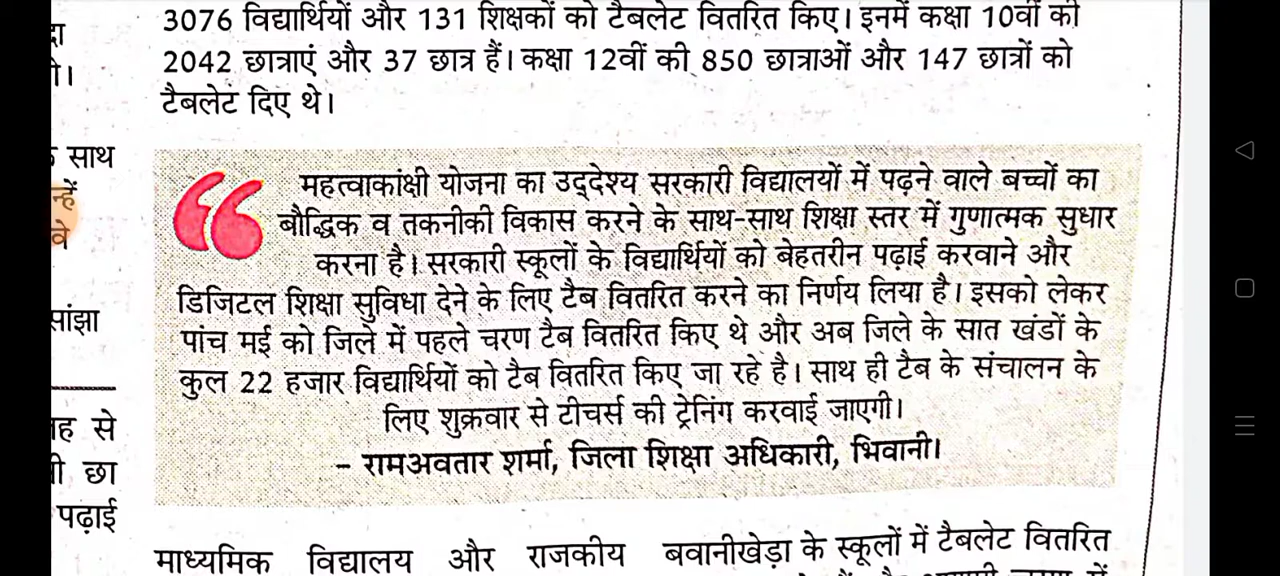 3076 विद्यार्थियों और 131 शिक्षकों को टैबलेट वितरित किए। इनमें कक्षा 10वीं की
2042 छात्राएं और 37 छात्र हैं। कक्षा 12वीं की 850 छात्राओं और 147 छात्रों को
टैबलेट दिए थे।
साथ
महत्वाकांक्षी योजना का उद्देश्य सरकारी विद्यालयों में पढ़ने वाले बच्चों का
बौद्धिक व तकनीकी विकास करने के साथ-साथ शिक्षा स्तर में गुणात्मक सुधार
करना है। सरकारी स्कूलों के विद्यार्थियों को बेहतरीन पढ़ाई करवाने और
डिजिटल शिक्षा सुविधा देने के लिए टैब वितरित करने का निर्णय लिया है। इसको लेकर
पांच मई को जिले में पहले चरण टैब वितरित किए थे और अब जिले के सात खंडों के
कुल 22 हजार विद्यार्थियों को टैब वितरित किए जा रहे है। साथ ही टैब के संचालन के
लिए शुक्रवार से टीचर्स की ट्रेनिंग करवाई जाएगी।
– रामअवतार शर्मा, जिला शिक्षा अधिकारी, भिवानी।
सांझा
से
छा
पढ़ाई
माध्यमिक विद्यालय और राजकीय बवानीखेड़ा के स्कूलों में टैबलेट वितरित